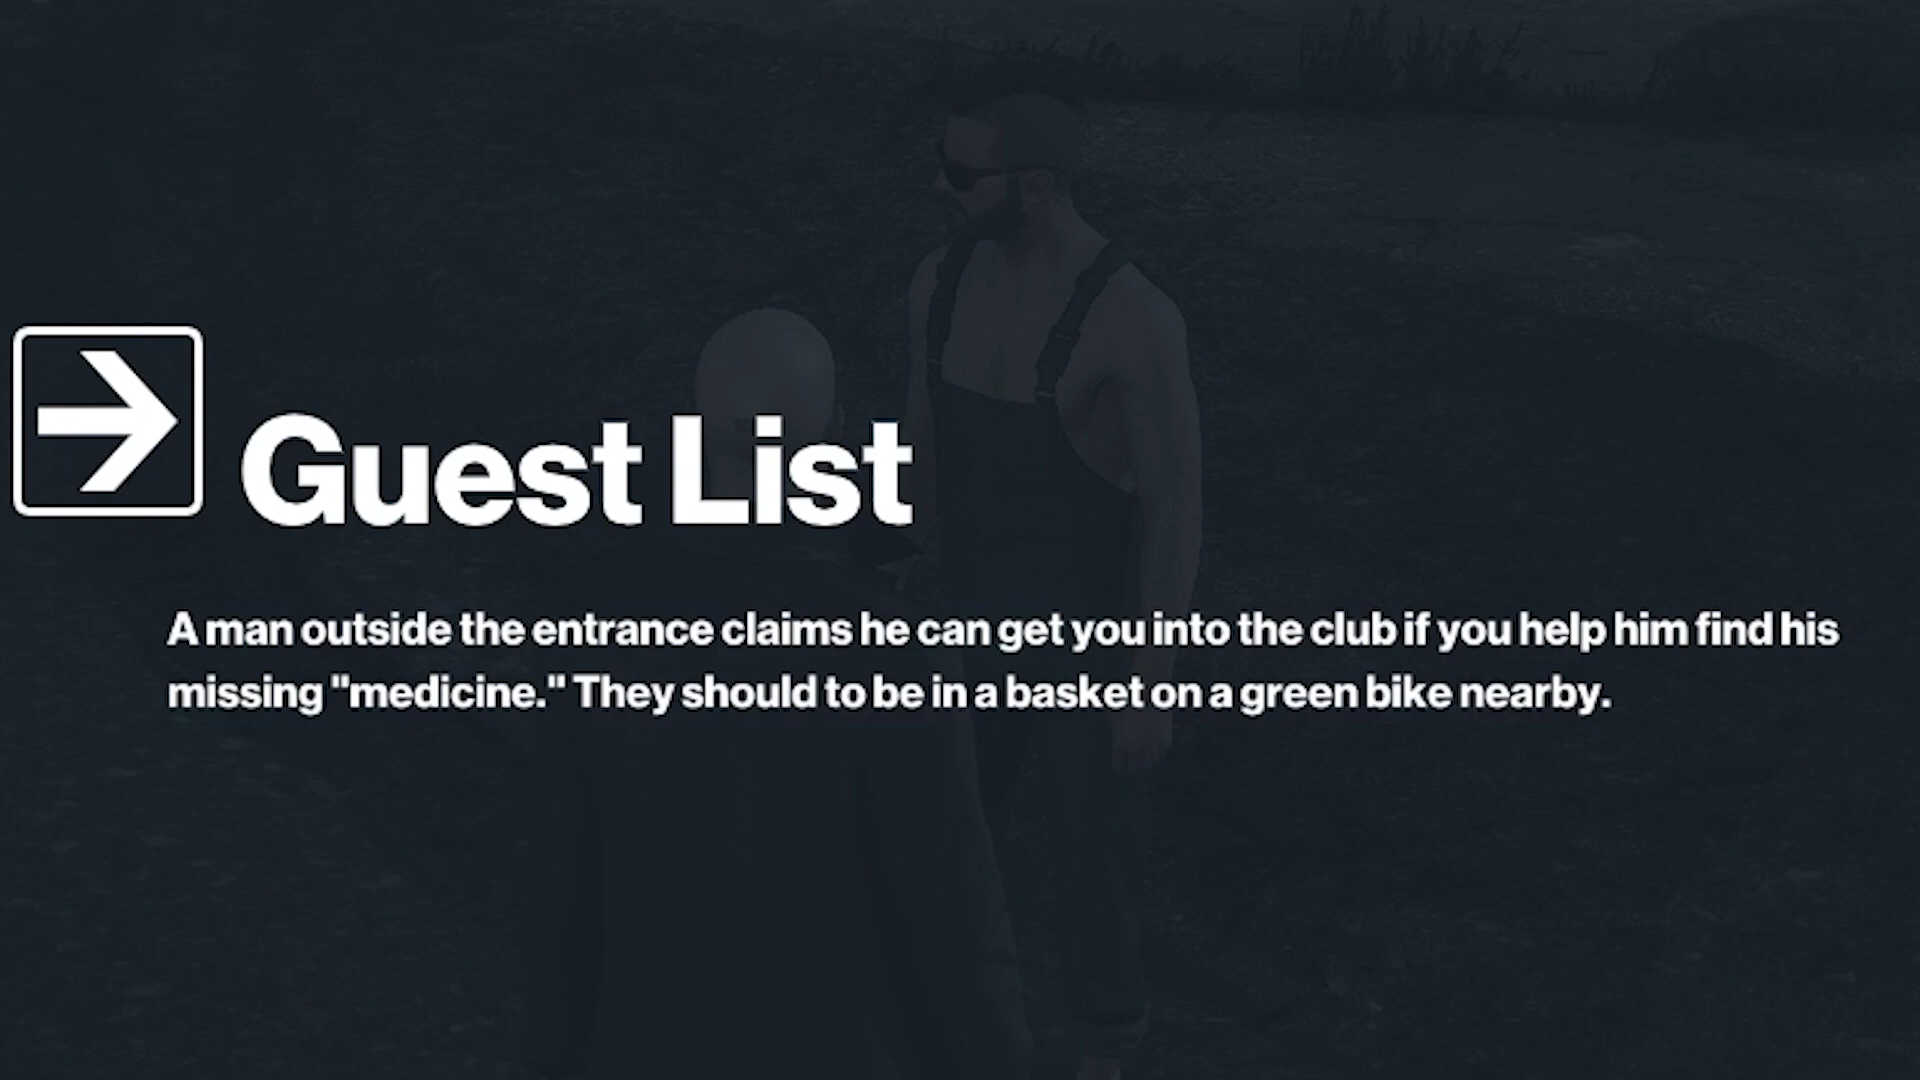 Guest List
A man outside the entrance claims he can get you into the club if you help him find his
missing "medicine." They should to be in a basket on a green bike nearby.